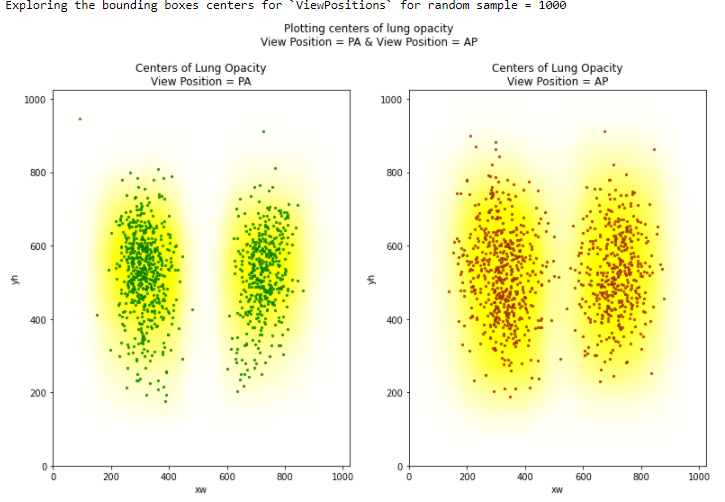 Exploring the bounding boxes centers for `ViewPositions` for random sample = 1000
Plotting centers of lung opacity
View Position = PA & View Position = AP
Centers of Lung Opacity
View Position = PA
1000
800
600
400
200
0
yh
0 200 400 600 800 1000
xw
Centers of Lung Opacity
View Position = AP
1000
800
600
400
200
0
yh
0 200 400 600 800 1000
xw